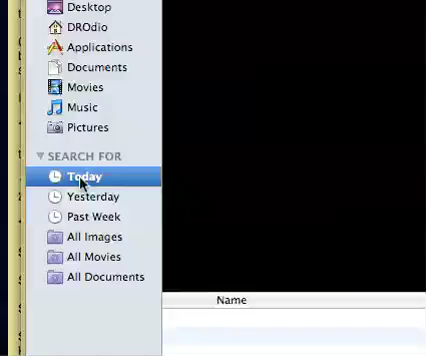 Desktop
DROdio
Applications
Documents
Movies
Music
Pictures
SEARCH FOR
Today
Yesterday
Past Week
All Images
All Movies
All Documents
Name